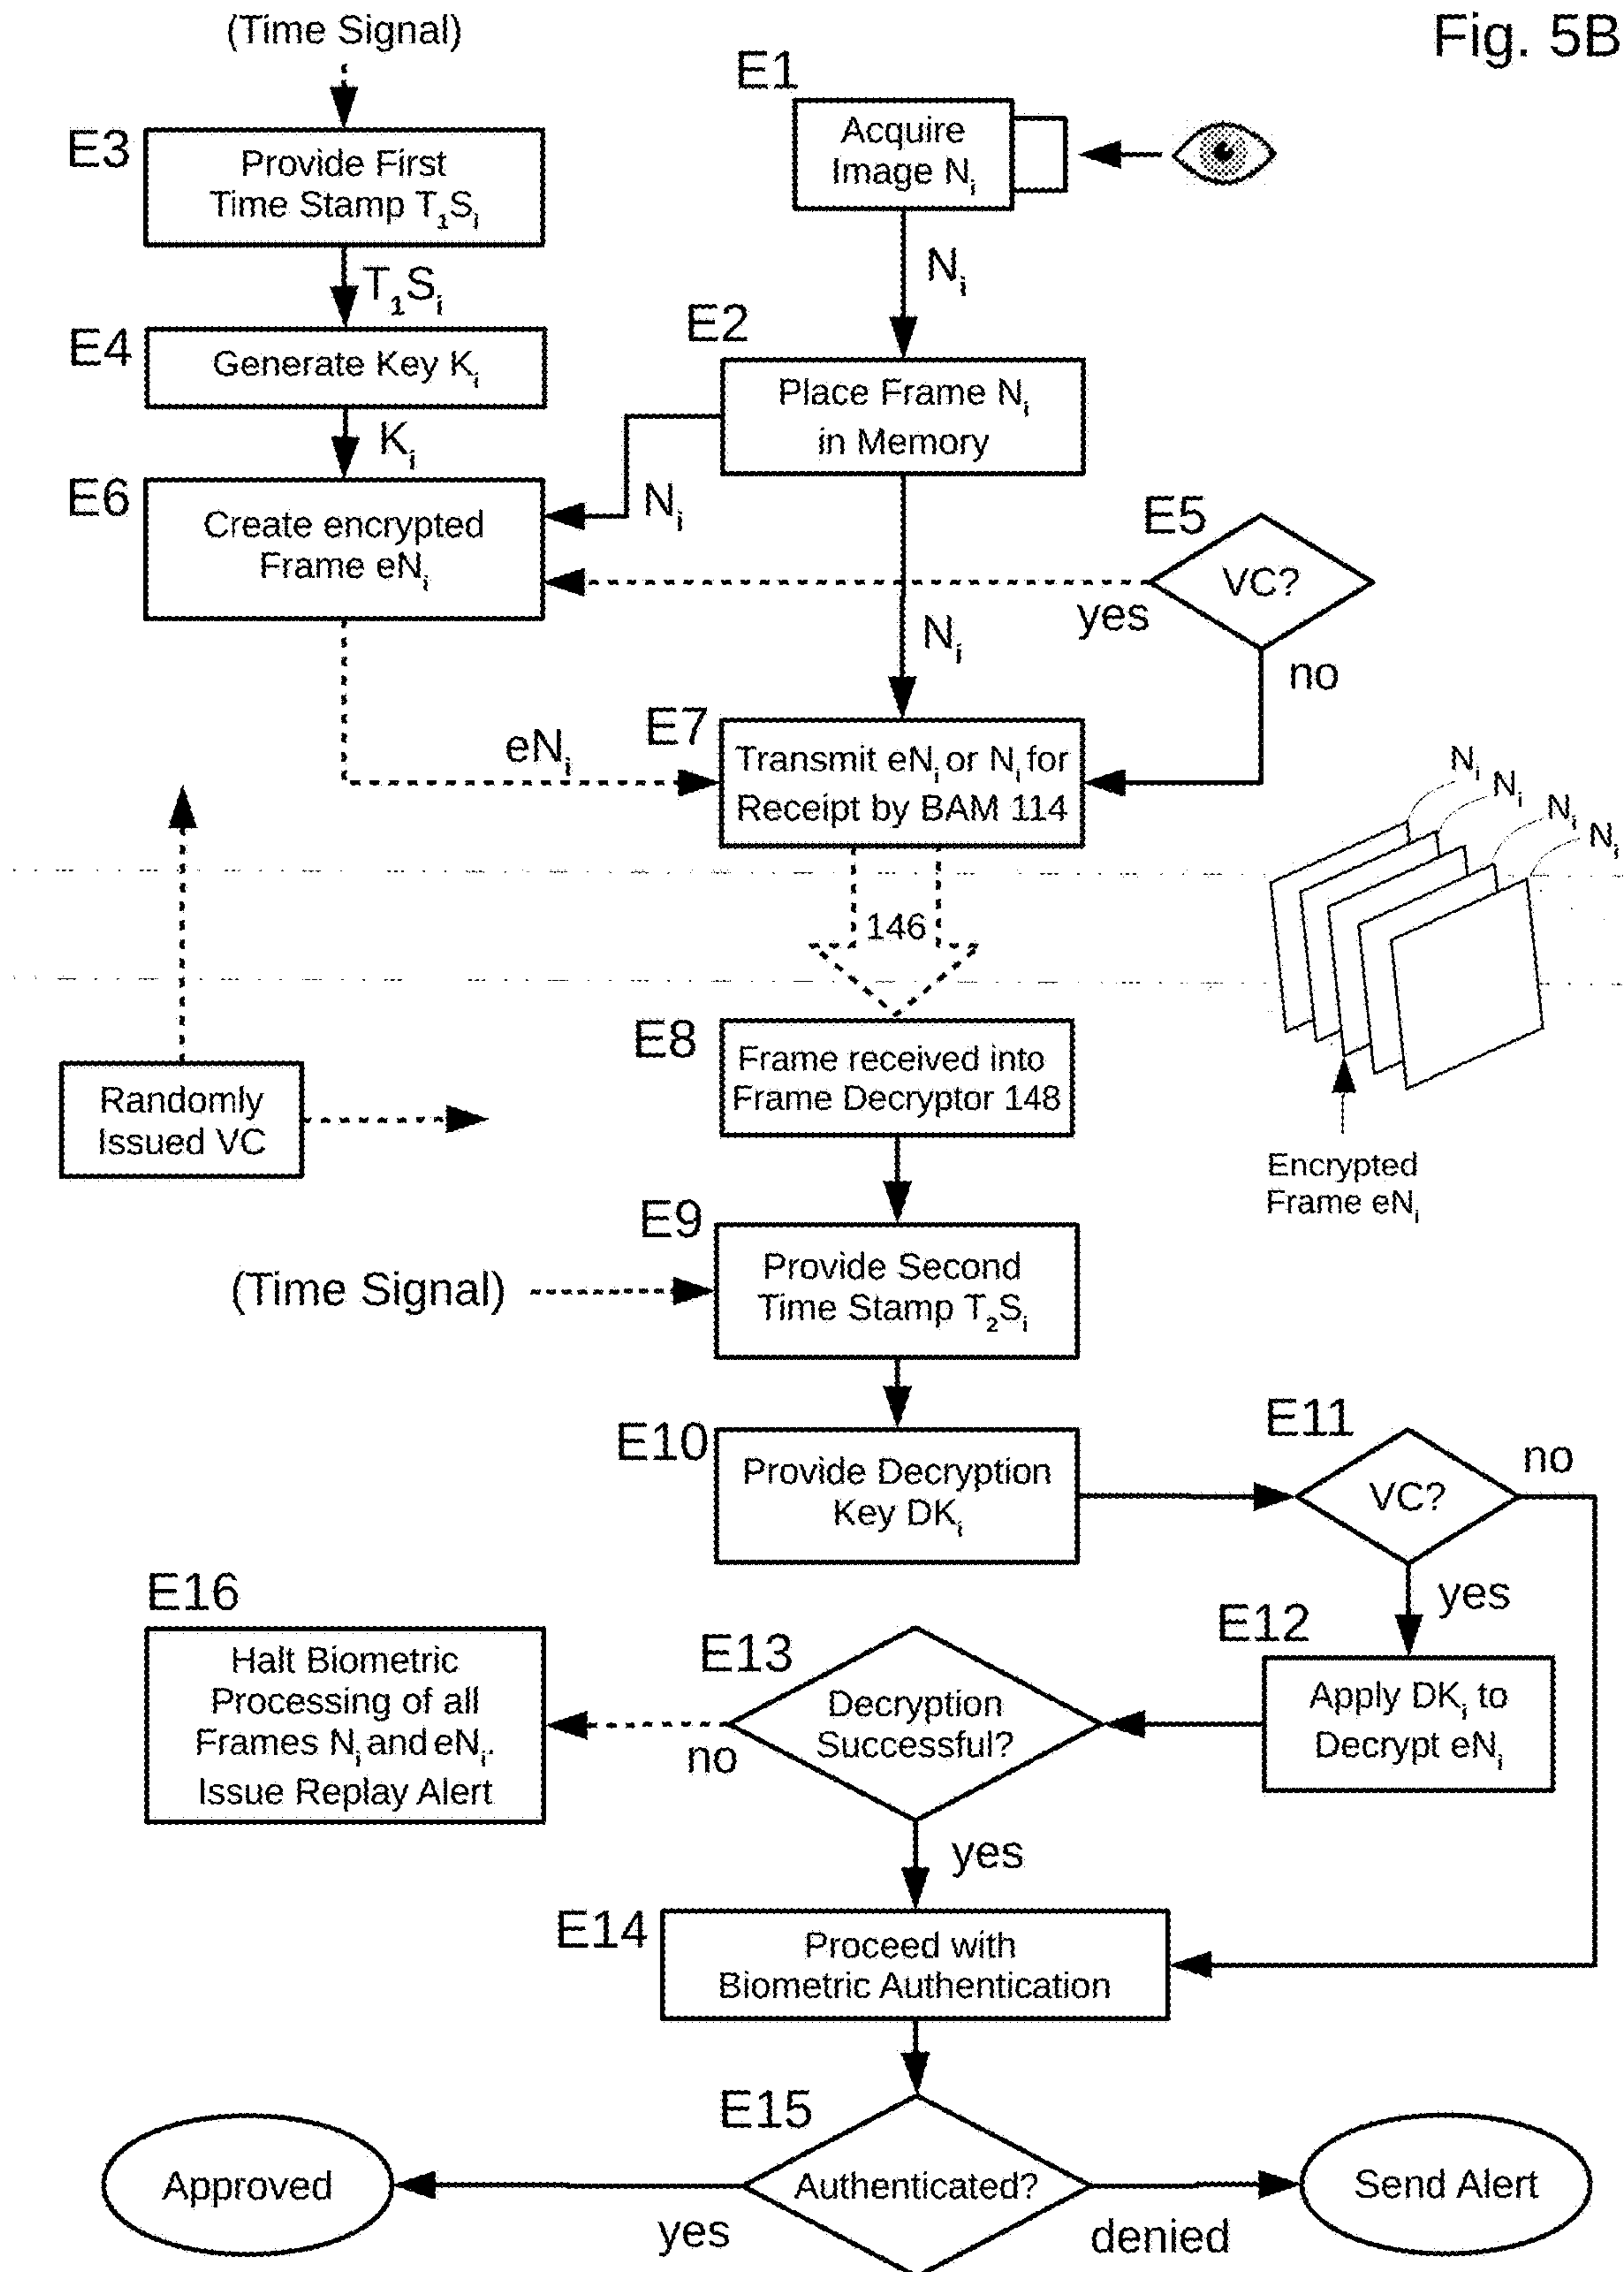 Fig. 5B
(Time Signal)
E1
Acquire
Image Nᵢ
E3
Provide First
Time Stamp T₁Sᵢ
Nᵢ
T₁Sᵢ
E2
Place Frame Nᵢ
in Memory
E4
Generate Key Kᵢ
Kᵢ
E6
Create encrypted
Frame eNᵢ
Nᵢ
E5
VC?
yes
no
Nᵢ
eNᵢ
E7
Transmit eNᵢ or Nᵢ for
Receipt by BAM 114
Nᵢ
Nᵢ
Nᵢ
Nᵢ
146
E8
Frame received into
Frame Decryptor 148
Randomly
Issued VC
Encrypted
Frame eNᵢ
E9
Provide Second
Time Stamp T₂Sᵢ
(Time Signal)
E10
Provide Decryption
Key DKᵢ
E11
VC?
no
yes
E12
Apply DKᵢ to
Decrypt eNᵢ
E13
Decryption
Successful?
no
yes
E16
Halt Biometric
Processing of all
Frames Nᵢ and eNᵢ.
Issue Replay Alert
E14
Proceed with
Biometric Authentication
E15
Authenticated?
yes
denied
Approved
Send Alert